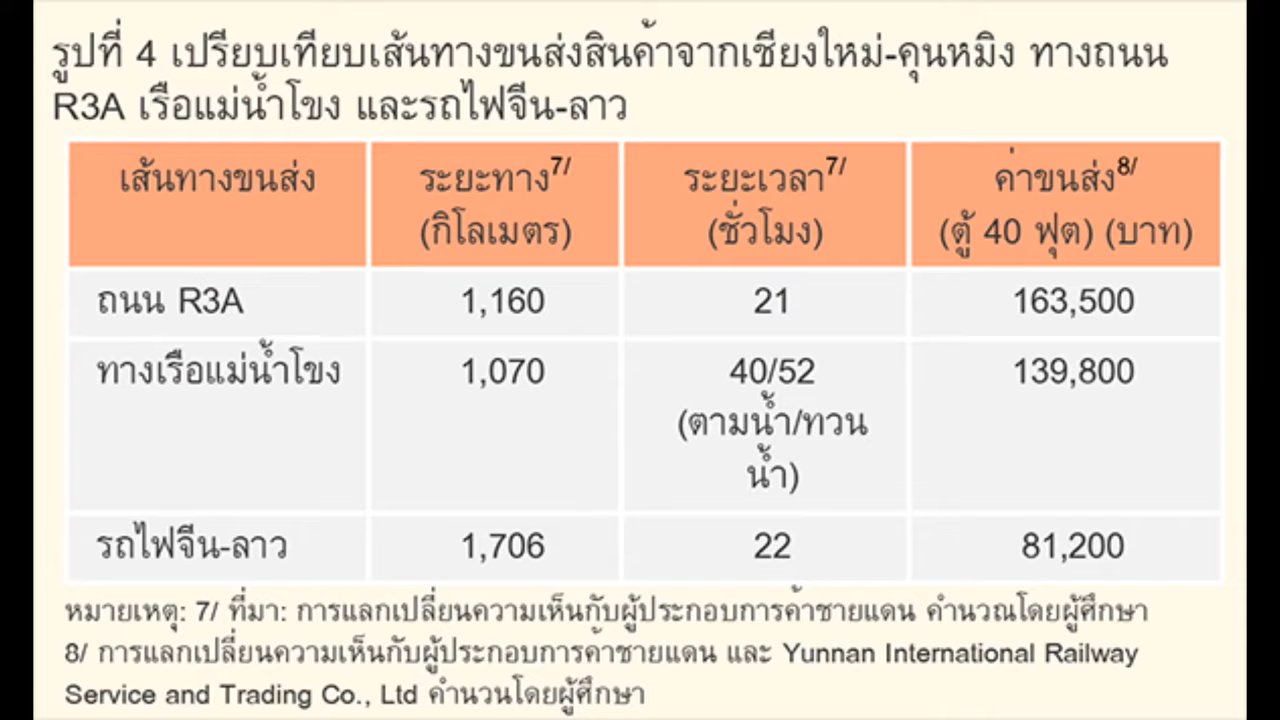 รูปที่ 4 เปรียบเทียบเส้นทางขนส่งสินค้าจากเชียงใหม่-คุนหมิง ทางถนน
R3A เรือแม่น้ำโขง และรถไฟจีน-ลาว
เส้นทางขนส่ง ระยะทาง7/ ระยะเวลา7/ ค่าขนส่ง8/
(กิโลเมตร) (ชั่วโมง) (ตู้ 40 ฟุต) (บาท)
ถนน R3A 1,160 21 163,500
ทางเรือแม่น้ำโขง 1,070 40/52 139,800
(ตามน้ำ/ทวน
น้ำ)
รถไฟจีน-ลาว 1,706 22 81,200
หมายเหตุ: 7/ ที่มา: การแลกเปลี่ยนความเห็นกับผู้ประกอบการค้าชายแดน คำนวณโดยผู้ศึกษา
8/ การแลกเปลี่ยนความเห็นกับผู้ประกอบการค้าชายแดน และ Yunnan International Railway
Service and Trading Co., Ltd คำนวนโดยผู้ศึกษา